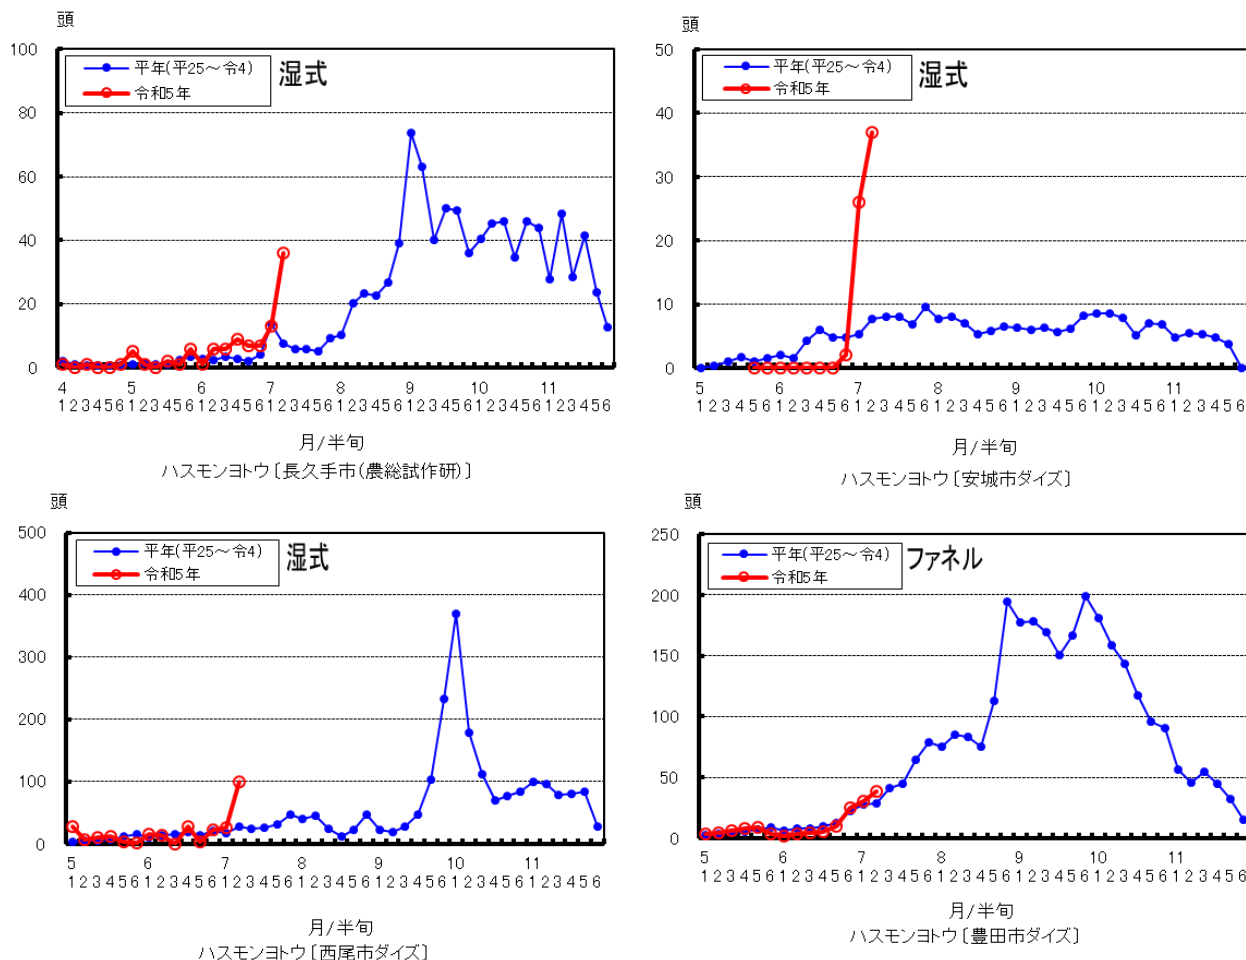 頭
100
80
60
40
20
0
平年(平25～令4)
令和5年
湿式
4 5 6 7 8 9 10 11
1 2 3 4 5 6 1 2 3 4 5 6 1 2 3 4 5 6 1 2 3 4 5 6 1 2 3 4 5 6 1 2 3 4 5 6 1 2 3 4 5 6 1 2 3 4 5 6
月/半旬
ハスモンヨトウ〔長久手市(農総試作研)〕
頭
50
40
30
20
10
0
平年(平25～令4)
令和5年
湿式
5 6 7 8 9 10 11
1 2 3 4 5 6 1 2 3 4 5 6 1 2 3 4 5 6 1 2 3 4 5 6 1 2 3 4 5 6 1 2 3 4 5 6 1 2 3 4 5 6
月/半旬
ハスモンヨトウ〔安城市ダイズ〕
頭
500
400
300
200
100
0
平年(平25～令4)
令和5年
湿式
5 6 7 8 9 10 11
1 2 3 4 5 6 1 2 3 4 5 6 1 2 3 4 5 6 1 2 3 4 5 6 1 2 3 4 5 6 1 2 3 4 5 6 1 2 3 4 5 6
月/半旬
ハスモンヨトウ〔西尾市ダイズ〕
頭
250
200
150
100
50
0
平年(平25～令4)
令和5年
ファネル
5 6 7 8 9 10 11
1 2 3 4 5 6 1 2 3 4 5 6 1 2 3 4 5 6 1 2 3 4 5 6 1 2 3 4 5 6 1 2 3 4 5 6 1 2 3 4 5 6
月/半旬
ハスモンヨトウ〔豊田市ダイズ〕